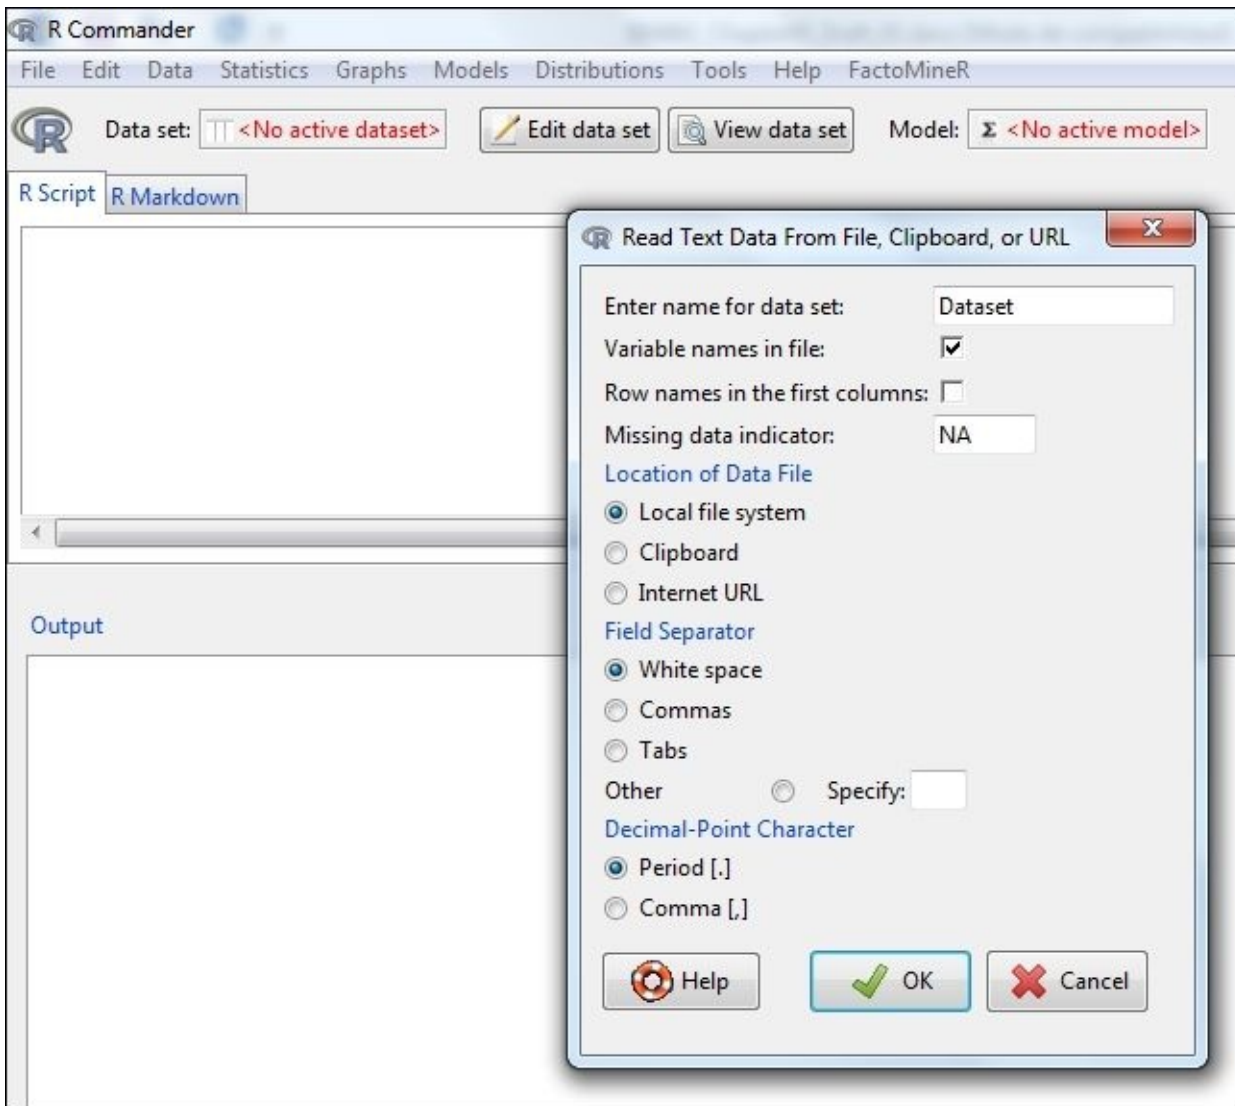 R Commander
File Edit Data Statistics Graphs Models Distributions Tools Help FactoMineR
R Data set: <No active dataset> Edit data set View data set Model: Σ <No active model>
R Script R Markdown
Read Text Data From File, Clipboard, or URL
Enter name for data set: Dataset
Variable names in file:
Row names in the first columns:
Missing data indicator: NA
Location of Data File
Local file system
Clipboard
Internet URL
Field Separator
White space
Commas
Tabs
Other Specify:
Decimal-Point Character
Period [.]
Comma [,]
Help OK Cancel
Output